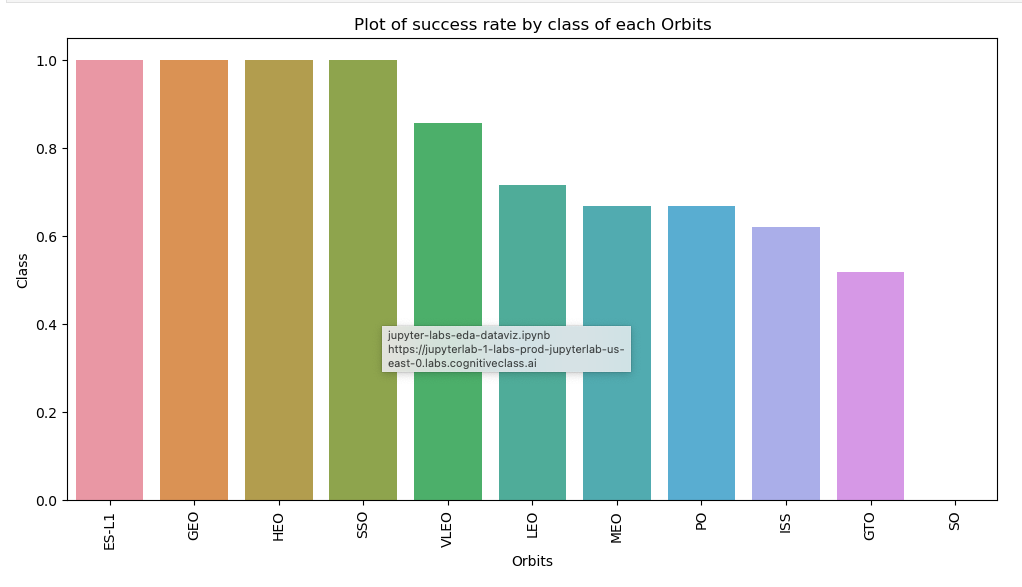 Plot of success rate by class of each Orbits
1.0
0.8
0.6
0.4
0.2
0.0
Class
jupyter-labs-eda-dataviz.ipynb
https://jupyterlab-1-labs-prod-jupyterlab-us-
east-0.labs.cognitiveclass.ai
ES-L1
GEO
HEO
SSO
VLEO
LEO
MEO
PO
ISS
GTO
SO
Orbits